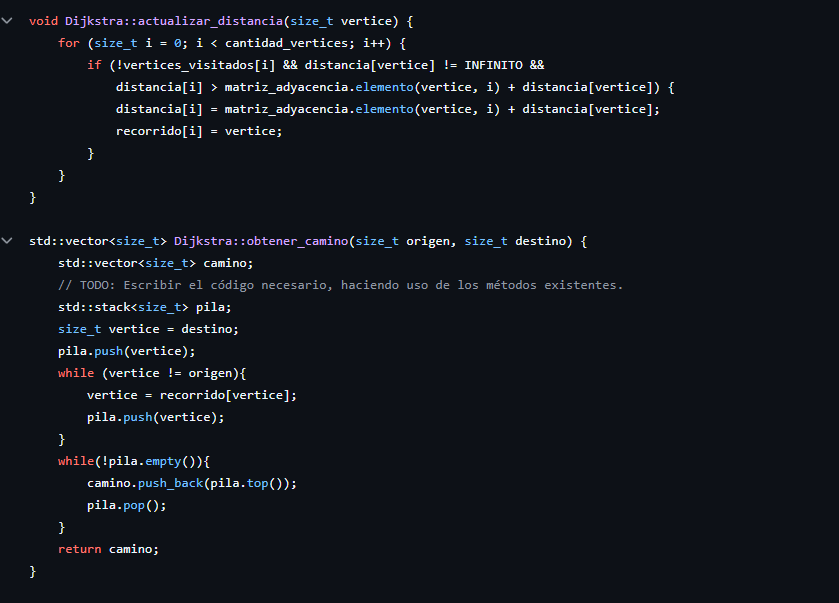 void Dijkstra::actualizar_distancia(size_t vertice) {
    for (size_t i = 0; i < cantidad_vertices; i++) {
        if (!vertices_visitados[i] && distancia[vertice] != INFINITO &&
            distancia[i] > matriz_adyacencia.elemento(vertice, i) + distancia[vertice]) {
            distancia[i] = matriz_adyacencia.elemento(vertice, i) + distancia[vertice];
            recorrido[i] = vertice;
        }
    }
}
std::vector<size_t> Dijkstra::obtener_camino(size_t origen, size_t destino) {
    std::vector<size_t> camino;
    // TODO: Escribir el código necesario, haciendo uso de los métodos existentes.
    std::stack<size_t> pila;
    size_t vertice = destino;
    pila.push(vertice);
    while (vertice != origen){
        vertice = recorrido[vertice];
        pila.push(vertice);
    }
    while(!pila.empty()){
        camino.push_back(pila.top());
        pila.pop();
    }
    return camino;
}